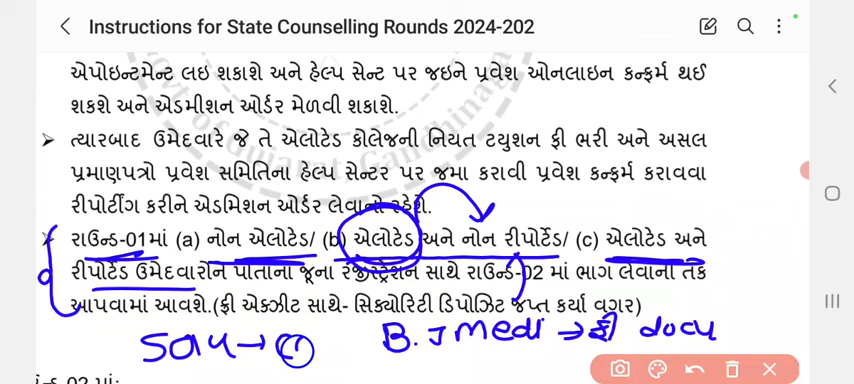 Instructions for State Counselling Rounds 2024-202
એપોઇન્ટમેન્ટ લઇ શકાશે અને હેલ્પ સેન્ટ પર જઇને પ્રવેશ ઓનલાઇન કન્ફર્મ થઈ
શકશે અને એડમીશન ઓર્ડર મેળવી શકાશે.
➤ ત્યારબાદ ઉમેદવારે જે તે એલોટેડ કોલેજની નિયત ટયુશન ફી ભરી અને અસલ
પ્રમાણપત્રો પ્રવેશ સમિતિના હેલ્પ સેન્ટર પર જમા કરાવી પ્રવેશ કન્ફર્મ કરાવવા
રીપોર્ટીંગ કરીને એડમિશન ઓર્ડર લેવાનો રહેશે.
➤ રાઉન્ડ-01માં (a) નોન એલોટેડ/ (b) એલોટેડ અને નોન રીપોર્ટેડ/ (c) એલોટેડ અને
રીપોર્ટેડ ઉમેદવારોને પોતાના જૂના રજીસ્ટ્રેશન સાથે રાઉન્ડ-02 માં ભાગ લેવાની તક
આપવામાં આવશે.(ફ્રી એક્ઝીટ સાથે- સિક્યોરિટી ડિપોઝિટ જપ્ત કર્યા વગર)
B. J medi → ફી docu